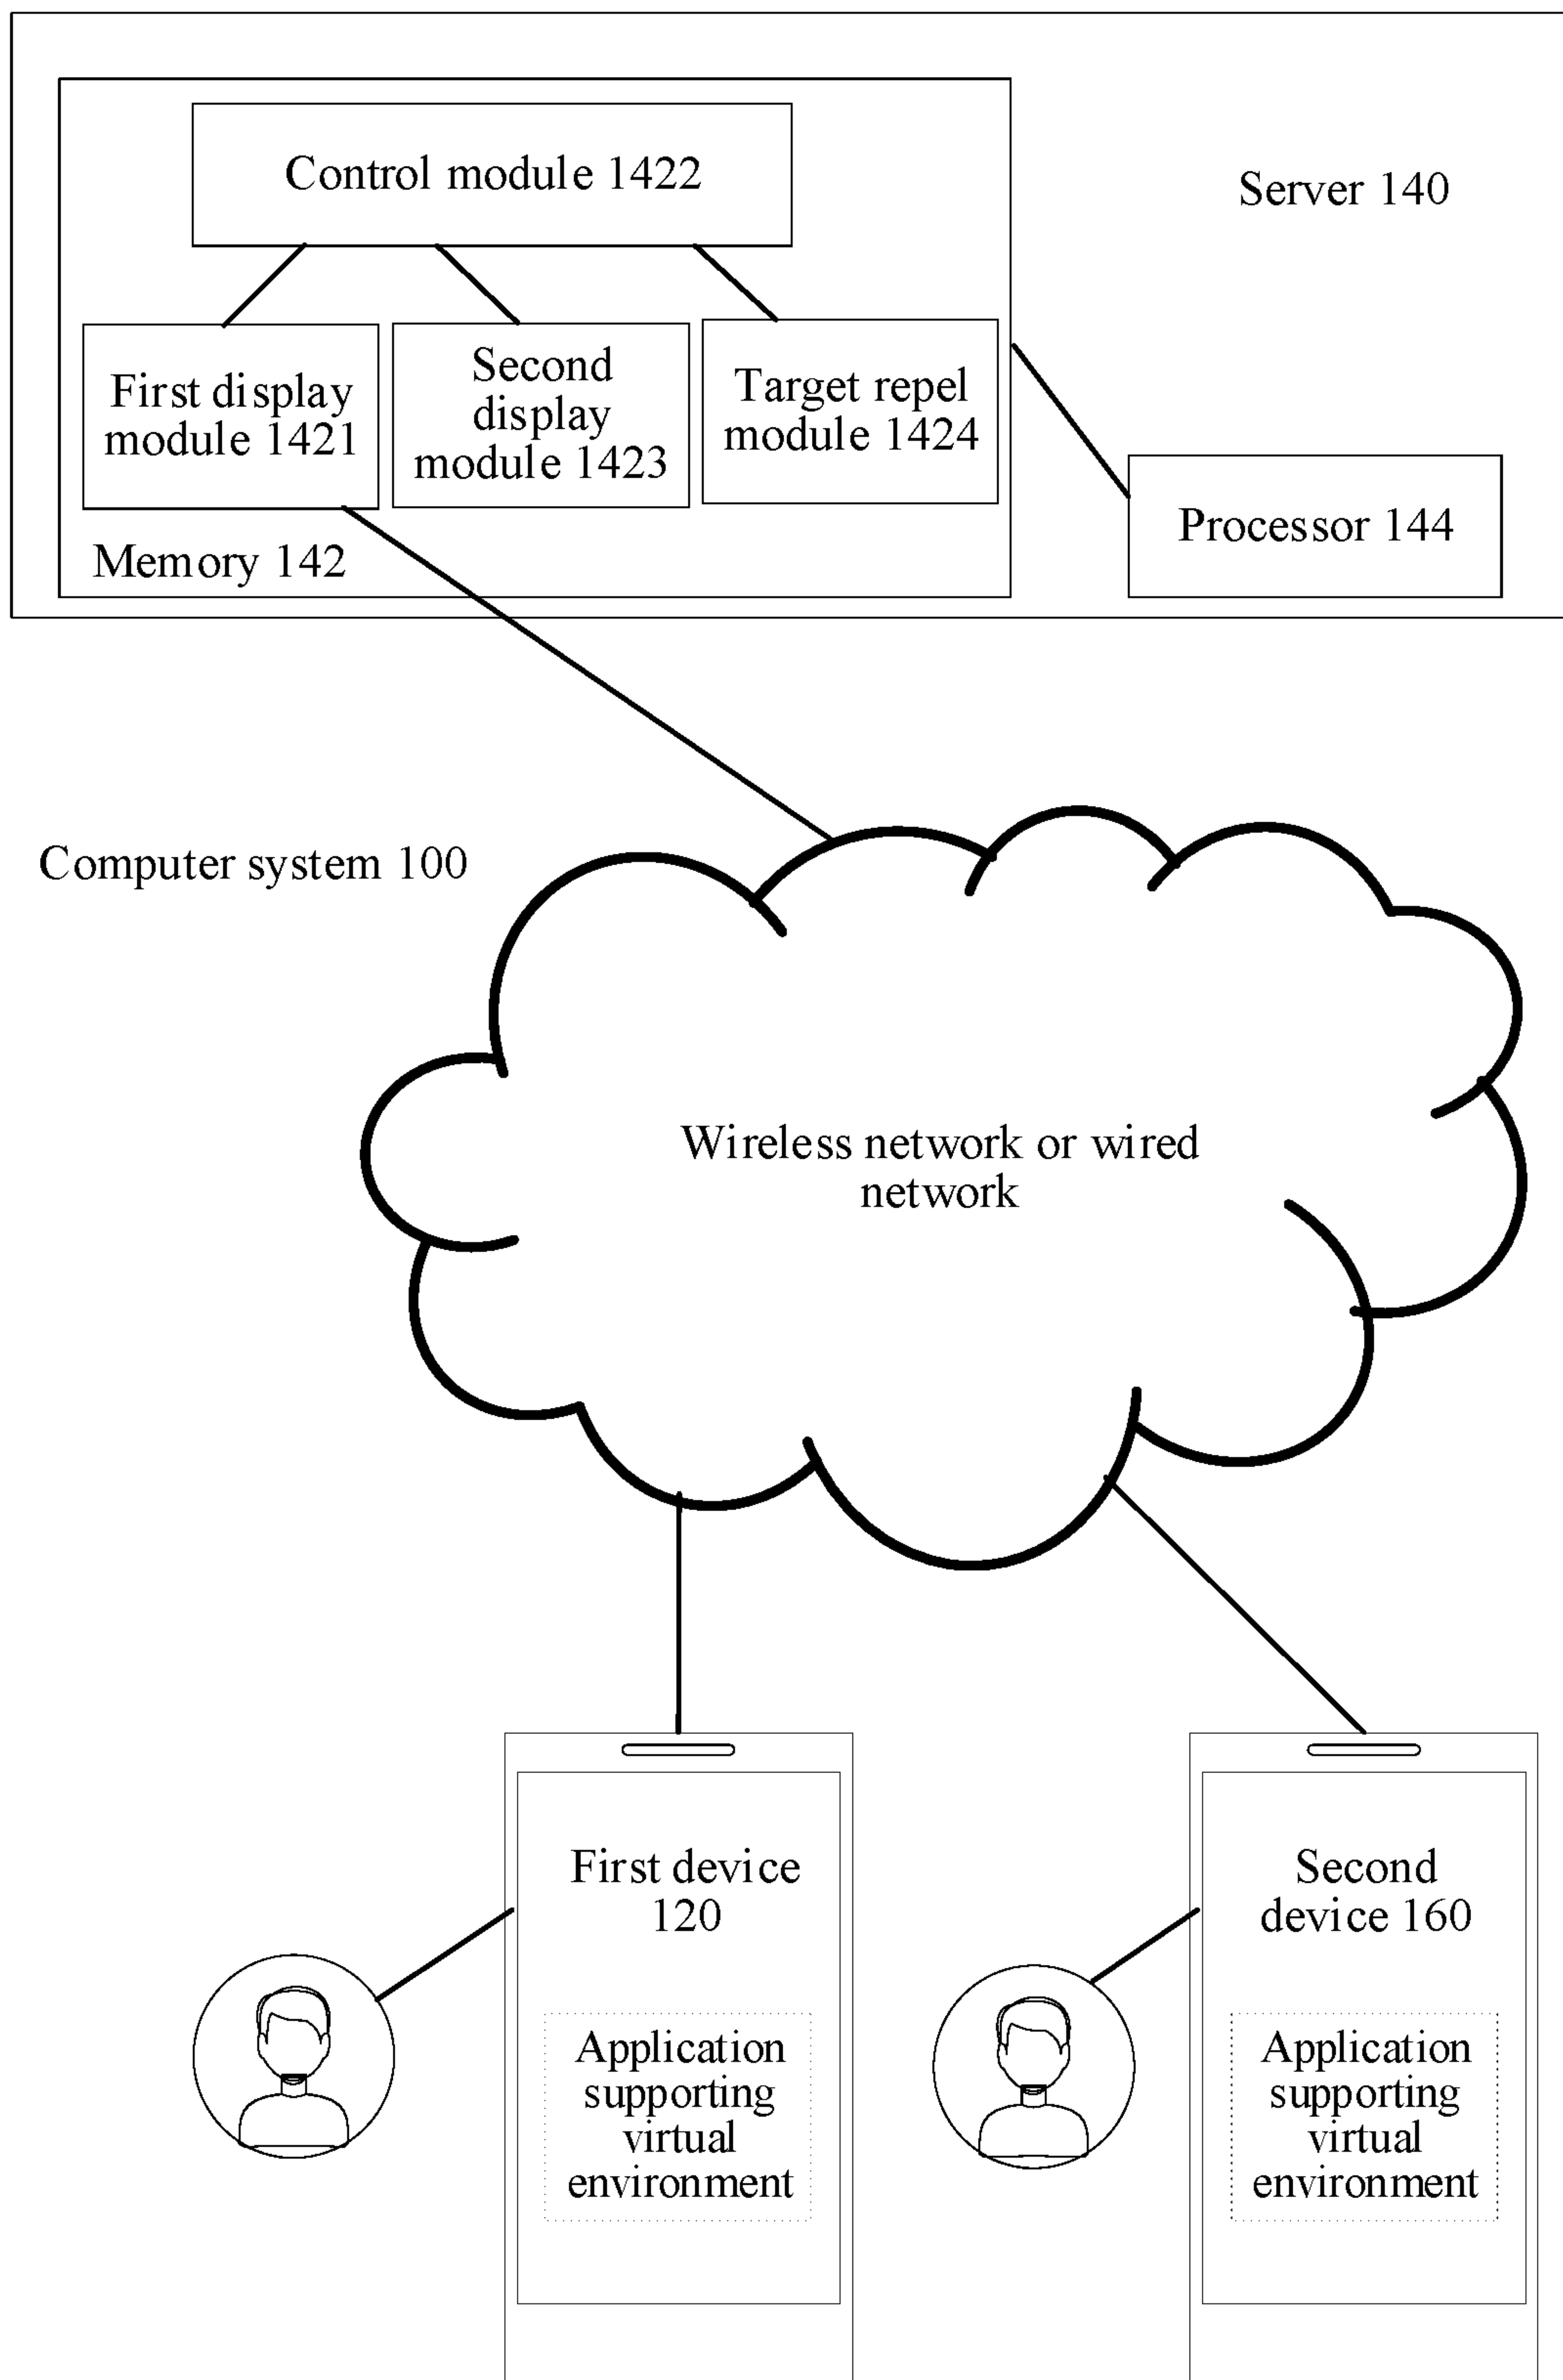 Control module 1422
Server 140
First display
module 1421
Second
display
module 1423
Target repel
module 1424
Processor 144
Memory 142
Computer system 100
Wireless network or wired
network
First device
120
Application
supporting
virtual
environment
Second
device 160
Application
supporting
virtual
environment